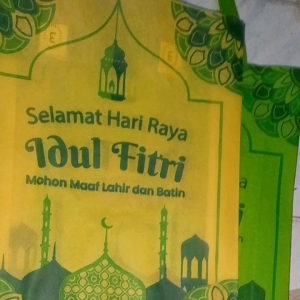 Selamat Hari Raya
Idul Fitri
Mohon Maaf Lahir dan Batin